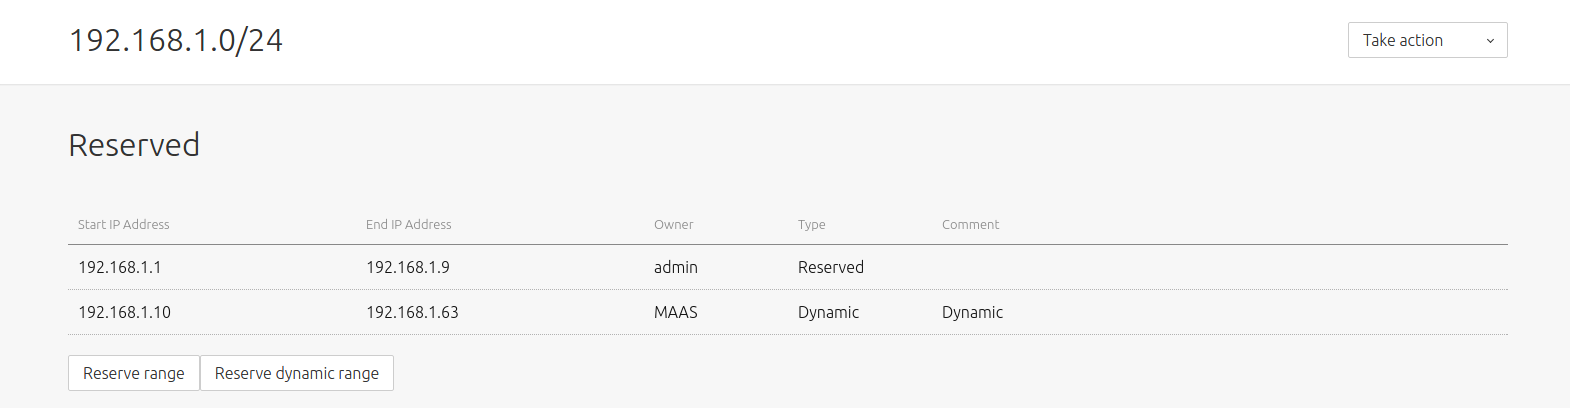 192.168.1.0/24 Take action
Reserved
Start IP Address End IP Address Owner Type Comment
192.168.1.1 192.168.1.9 admin Reserved
192.168.1.10 192.168.1.63 MAAS Dynamic Dynamic
Reserve range Reserve dynamic range